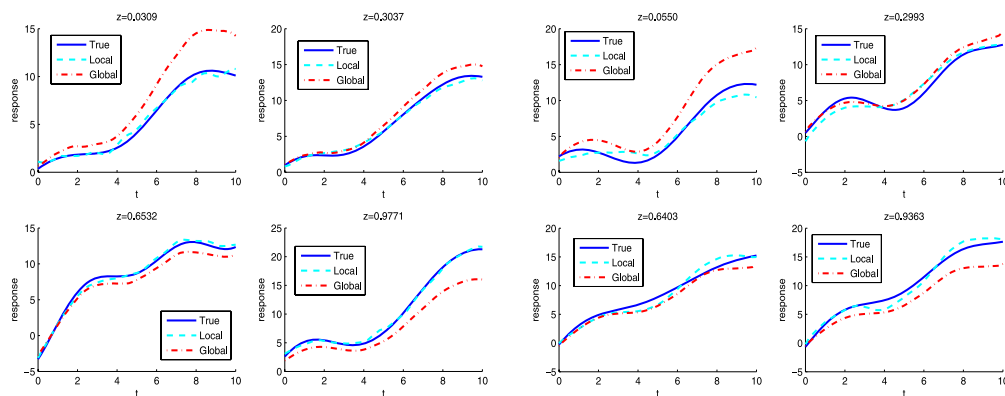 z=0.0309
15
10
5
0
response
True
Local
Global
0 2 4 6 8 10
t
z=0.3037
20
15
10
5
0
response
True
Local
Global
0 2 4 6 8 10
t
z=0.0550
20
15
10
5
0
response
True
Local
Global
0 2 4 6 8 10
t
z=0.2993
15
10
5
0
−5
response
True
Local
Global
0 2 4 6 8 10
t
z=0.6532
15
10
5
0
−5
response
True
Local
Global
0 2 4 6 8 10
t
z=0.9771
25
20
15
10
5
0
response
True
Local
Global
0 2 4 6 8 10
t
z=0.6403
20
15
10
5
0
−5
response
True
Local
Global
0 2 4 6 8 10
t
z=0.9363
20
15
10
5
0
−5
response
True
Local
Global
0 2 4 6 8 10
t